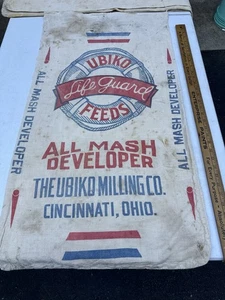 UBIKO
Life Guard
FEEDS
ALL MASH
DEVELOPER
THE UBIKO MILLING CO.
CINCINNATI, OHIO.
ALL MASH DEVELOPER
ALL MASH DEVELOPER